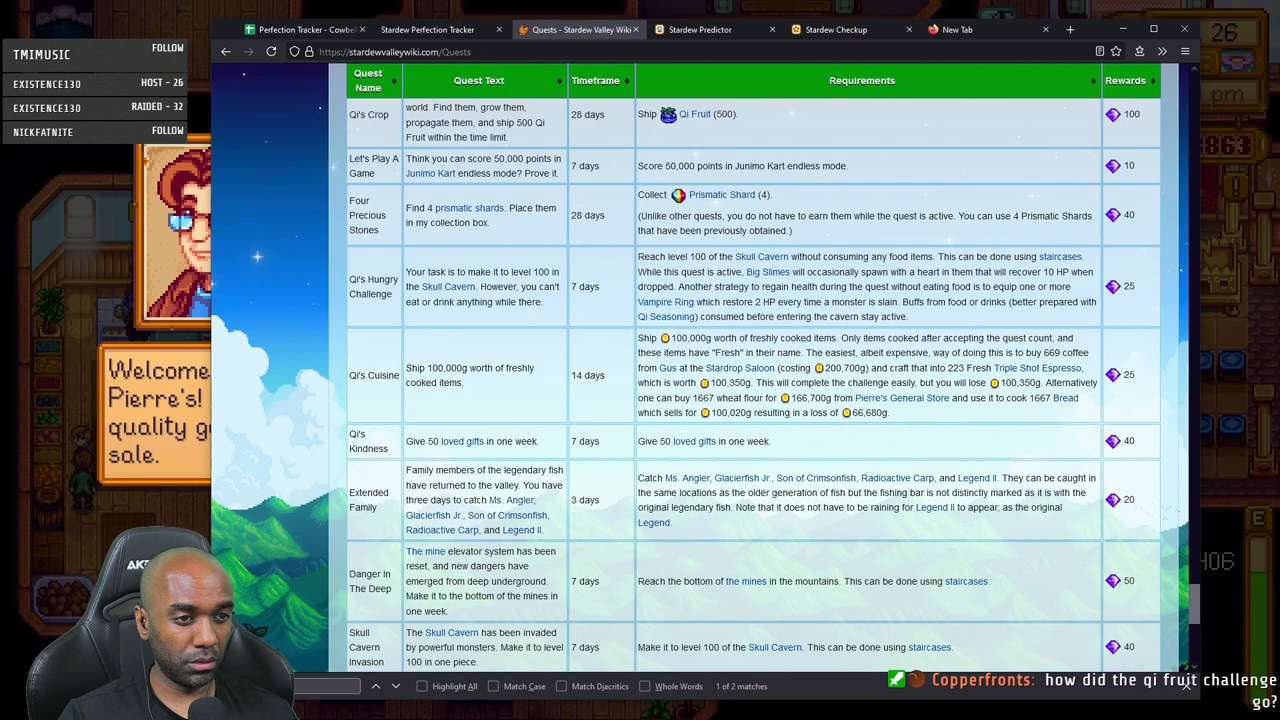 TMIMUSIC FOLLOW
EXISTENCE130 HOST - 26
EXISTENCE130 RAIDED - 32
NICKFATNITE FOLLOW
Perfection Tracker - Cowbel
Stardew Perfection Tracker
Quests - Stardew Valley Wiki
Stardew Predictor
Stardew Checkup
New Tab
https://stardewvalleywiki.com/Quests
26
pm
863
Welcome
Pierre's!
quality g
sale.
E
Quest Name
Quest Text
Timeframe
Requirements
Rewards
Qi's Crop
world. Find them, grow them,
propagate them, and ship 500 Qi
Fruit within the time limit.
28 days
Ship Qi Fruit (500).
100
Let's Play A
Game
Think you can score 50,000 points in
Junimo Kart endless mode? Prove it.
7 days
Score 50,000 points in Junimo Kart endless mode.
10
Four
Precious
Stones
Find 4 prismatic shards. Place them
in my collection box.
28 days
Collect Prismatic Shard (4).
(Unlike other quests, you do not have to earn them while the quest is active. You can use 4 Prismatic Shards
that have been previously obtained.)
40
Qi's Hungry
Challenge
Your task is to make it to level 100 in
the Skull Cavern. However, you can't
eat or drink anything while there.
7 days
Reach level 100 of the Skull Cavern without consuming any food items. This can be done using staircases.
While this quest is active, Big Slimes will occasionally spawn with a heart in them that will recover 10 HP when
dropped. Another strategy to regain health during the quest without eating food is to equip one or more
Vampire Ring which restore 2 HP every time a monster is slain. Buffs from food or drinks (better prepared with
Qi Seasoning) consumed before entering the cavern stay active.
25
Qi's Cuisine
Ship 100,000g worth of freshly
cooked items.
14 days
Ship 100,000g worth of freshly cooked items. Only items cooked after accepting the quest count, and
these items have "Fresh" in their name. The easiest, albeit expensive, way of doing this is to buy 669 coffee
from Gus at the Stardrop Saloon (costing 200,700g) and craft that into 223 Fresh Triple Shot Espresso,
which is worth 100,350g. This will complete the challenge easily, but you will lose 100,350g. Alternatively
one can buy 1667 wheat flour for 166,700g from Pierre's General Store and use it to cook 1667 Bread
which sells for 100,020g resulting in a loss of 66,680g.
25
Qi's
Kindness
Give 50 loved gifts in one week.
7 days
Give 50 loved gifts in one week.
40
Extended
Family
Family members of the legendary fish
have returned to the valley. You have
three days to catch Ms. Angler,
Glacierfish Jr., Son of Crimsonfish,
Radioactive Carp, and Legend II.
3 days
Catch Ms. Angler, Glacierfish Jr., Son of Crimsonfish, Radioactive Carp, and Legend II. They can be caught in
the same locations as the older generation of fish but the fishing bar is not distinctly marked as it is with the
original legendary fish. Note that it does not have to be raining for Legend II to appear, as the original
Legend.
20
Danger In
The Deep
The mine elevator system has been
reset, and new dangers have
emerged from deep underground.
Make it to the bottom of the mines in
one week.
7 days
Reach the bottom of the mines in the mountains. This can be done using staircases.
50
Skull
Cavern
Invasion
The Skull Cavern has been invaded
by powerful monsters. Make it to level
100 in one piece.
7 days
Make it to level 100 of the Skull Cavern. This can be done using staircases.
40
Highlight All
Match Case
Match Diacritics
Whole Words
1 of 2 matches
Copperfronts: how did the qi fruit challenge
go?